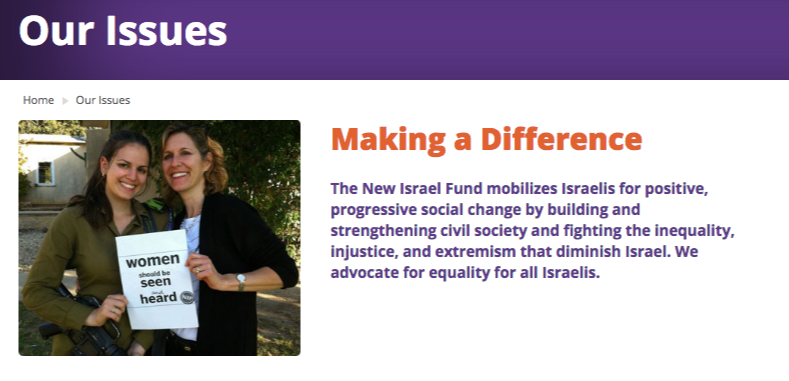 Our Issues
Home
Our Issues
Making a Difference
The New Israel Fund mobilizes Israelis for positive,
progressive social change by building and
strengthening civil society and fighting the inequality,
injustice, and extremism that diminish Israel. We
advocate for equality for all Israelis.
women
should be
seen
and
heard